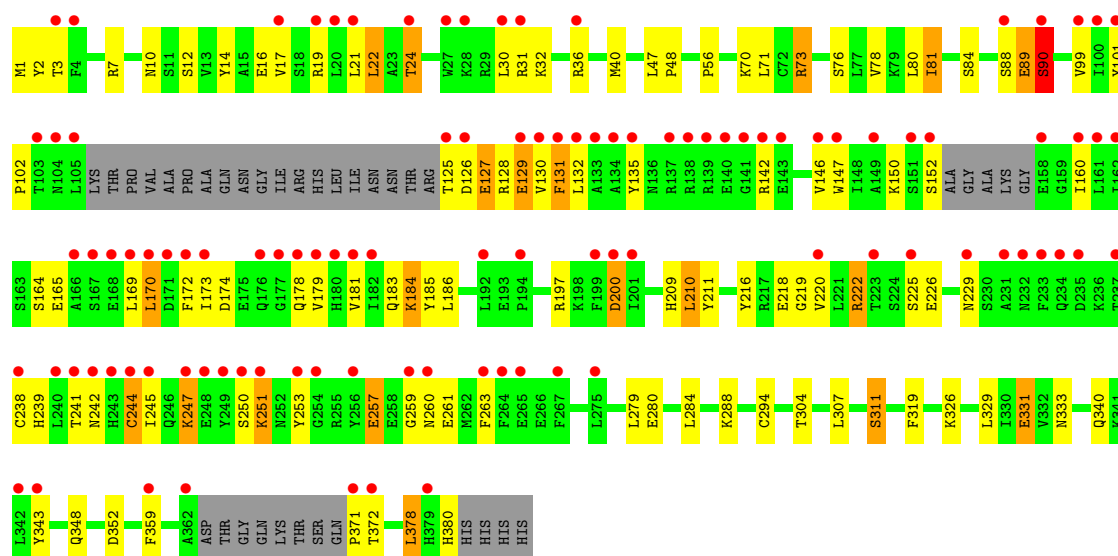 M1 Y2 T3 F4 R7 N10 S11 S12 V13 Y14 A15 E16 V17 S18 R19 L20 L21 L22 A23 T24 W27 K28 R29 L30 R31 K32 R36 M40 L47 P48 P56 K70 L71 C72 R73 S76 L77 V78 K79 L80 I81 S84 S88 E89 S90 V99 I100 Y101
P102 T103 N104 L105 LYS THR PRO VAL ALA PRO ALA GLN ASN GLY ILE ARG HIS LEU ILE ASN ASN THR ARG T125 D126 E127 R128 E129 V130 F131 L132 A133 A134 Y135 N136 R137 R138 R139 E140 G141 R142 E143 V146 W147 I148 A149 K150 S151 S152 ALA GLY ALA LYS GLY E158 G159 I160 L161 I162
S163 S164 E165 A166 S167 E168 L169 L170 D171 F172 I173 D174 E175 Q176 G177 Q178 V179 H180 V181 I182 Q183 K184 Y185 L186 L192 E193 P194 R197 K198 F199 D200 I201 H209 L210 Y211 Y216 R217 E218 G219 V220 L221 R222 T223 S224 S225 E226 N229 S230 A231 N232 F233 Q234 D235 K236 T237
C238 H239 L240 T241 N242 H243 C244 I245 Q246 K247 E248 Y249 S250 K251 N252 Y253 G254 R255 Y256 E257 E258 G259 N260 E261 M262 F263 F264 E265 E266 F267 L275 L279 E280 L284 K288 C294 T304 L307 S311 F319 K326 L329 I330 E331 V332 N333 Q340 K341
L342 Y343 Q348 D352 F359 A362 ASP THR GLY GLN LYS THR SER GLN P371 T372 L378 H379 H380 HIS HIS HIS HIS